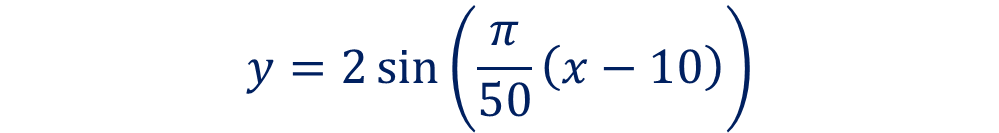 y = 2 sin(π/50 (x − 10))